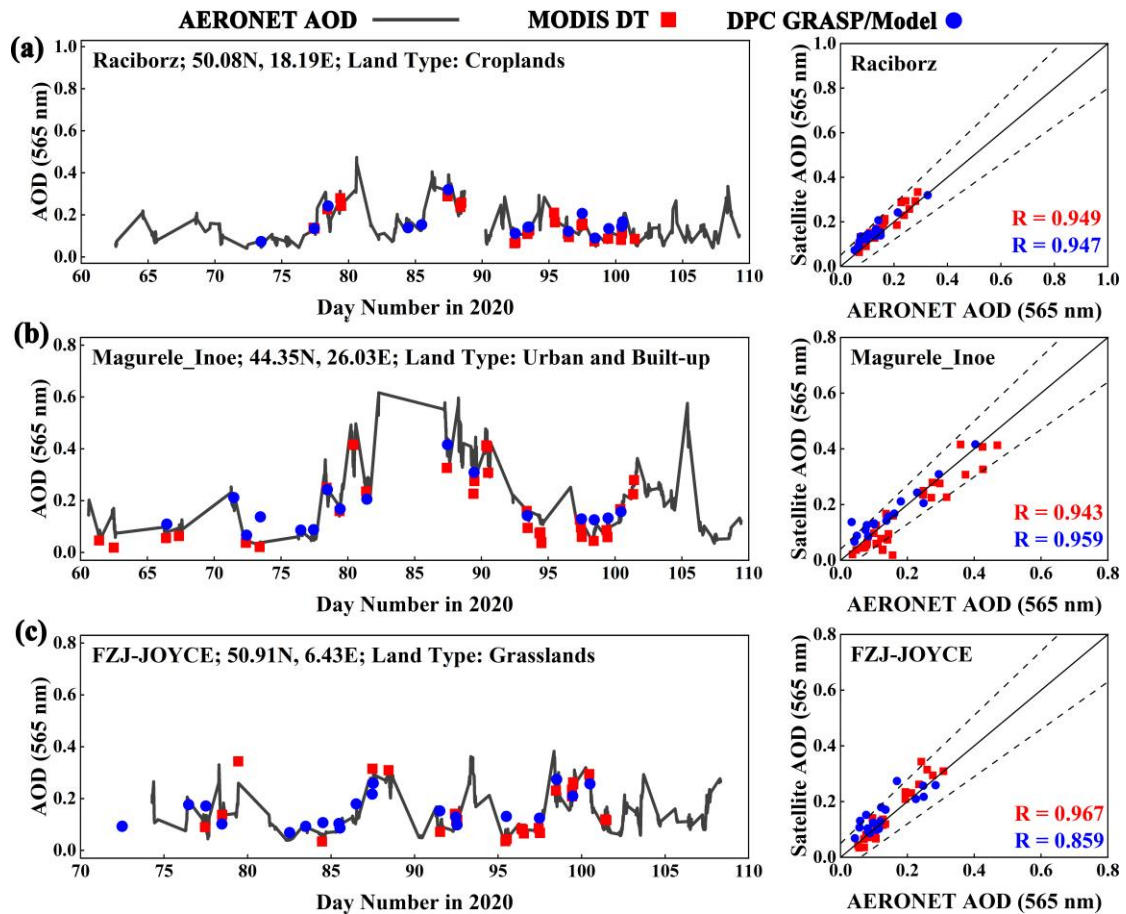 AERONET AOD MODIS DT DPC GRASP/Model
(a)
Raciborz; 50.08N, 18.19E; Land Type: Croplands
AOD (565 nm)
1.0
0.8
0.6
0.4
0.2
0.0
60 65 70 75 80 85 90 95 100 105 110
Day Number in 2020
Raciborz
Satellite AOD (565 nm)
1.0
0.8
0.6
0.4
0.2
0.0
R = 0.949
R = 0.947
0.0 0.2 0.4 0.6 0.8 1.0
AERONET AOD (565 nm)
(b)
Magurele_Inoe; 44.35N, 26.03E; Land Type: Urban and Built-up
AOD (565 nm)
0.8
0.6
0.4
0.2
0.0
60 65 70 75 80 85 90 95 100 105 110
Day Number in 2020
Magurele_Inoe
Satellite AOD (565 nm)
0.8
0.6
0.4
0.2
0.0
R = 0.943
R = 0.959
0.0 0.2 0.4 0.6 0.8
AERONET AOD (565 nm)
(c)
FZJ-JOYCE; 50.91N, 6.43E; Land Type: Grasslands
AOD (565 nm)
0.8
0.6
0.4
0.2
0.0
70 75 80 85 90 95 100 105 110
Day Number in 2020
FZJ-JOYCE
Satellite AOD (565 nm)
0.8
0.6
0.4
0.2
0.0
R = 0.967
R = 0.859
0.0 0.2 0.4 0.6 0.8
AERONET AOD (565 nm)